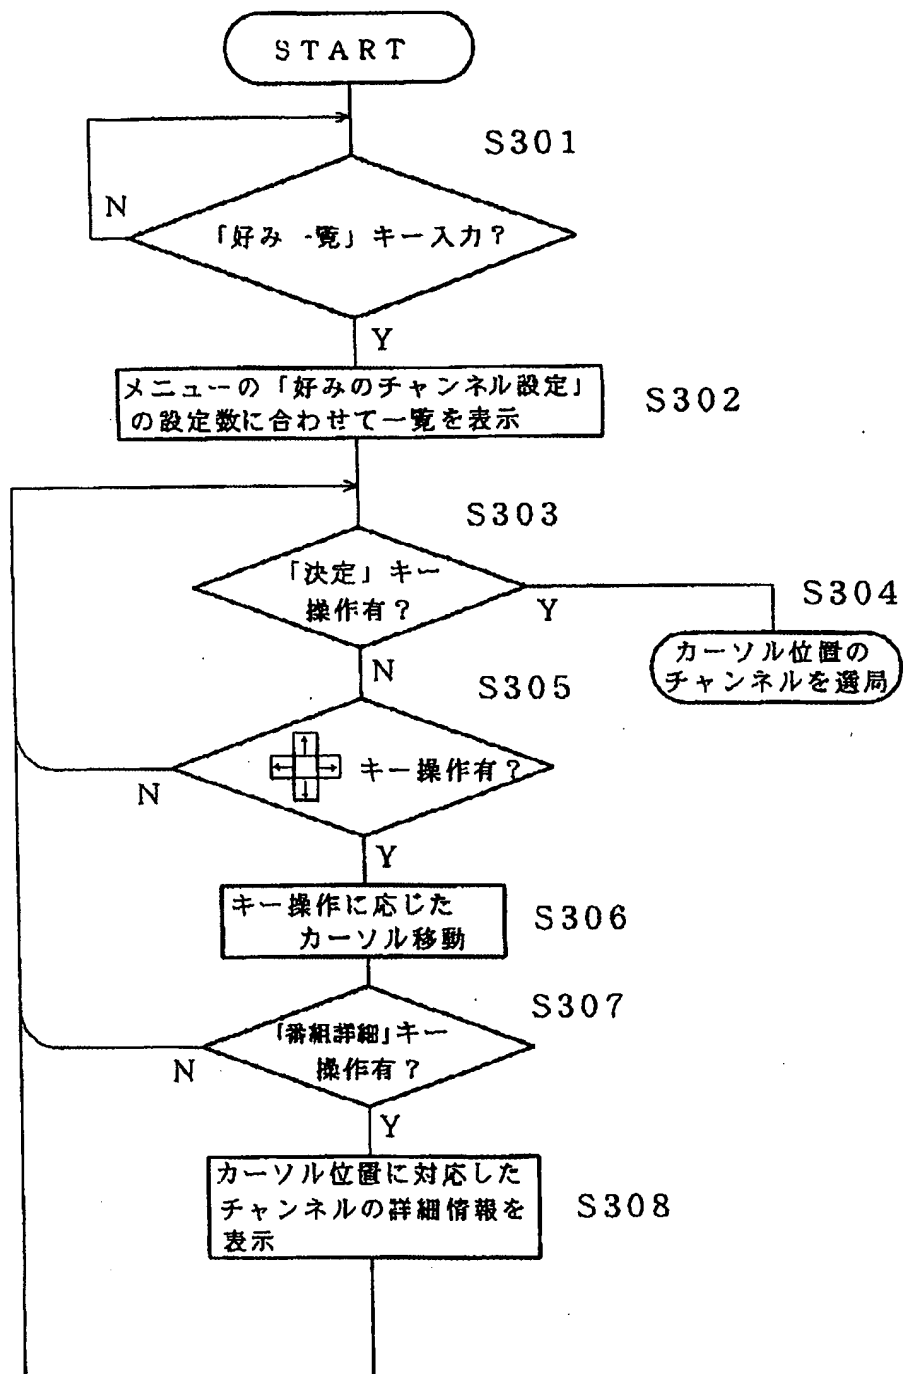 START
S301
N
「好み一覧」キー入力?
Y
メニューの「好みのチャンネル設定」
の設定数に合わせて一覧を表示
S302
S303
「決定」キー
操作有?
Y
S304
カーソル位置の
チャンネルを選局
N
S305
↑
← →
↓
キー操作有?
N
Y
キー操作に応じた
カーソル移動
S306
S307
「番組詳細」キー
操作有?
N
Y
カーソル位置に対応した
チャンネルの詳細情報を
表示
S308